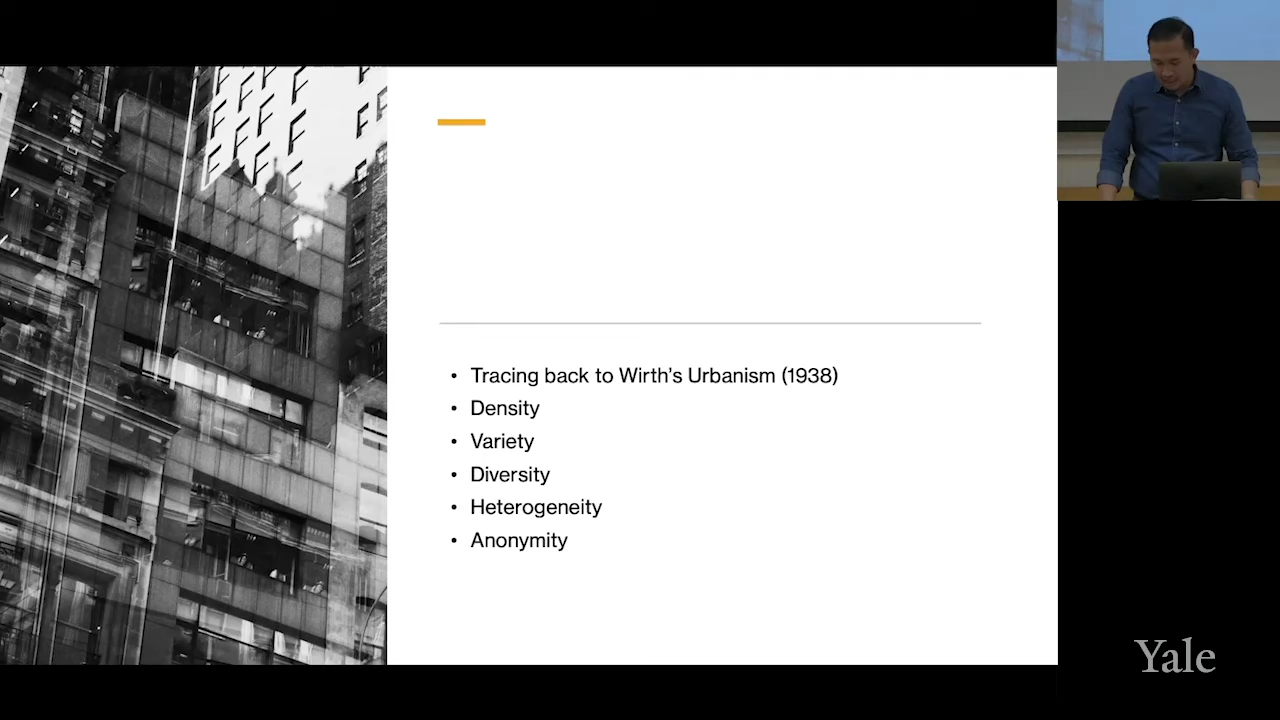 Tracing back to Wirth's Urbanism (1938)
Density
Variety
Diversity
Heterogeneity
Anonymity
Yale